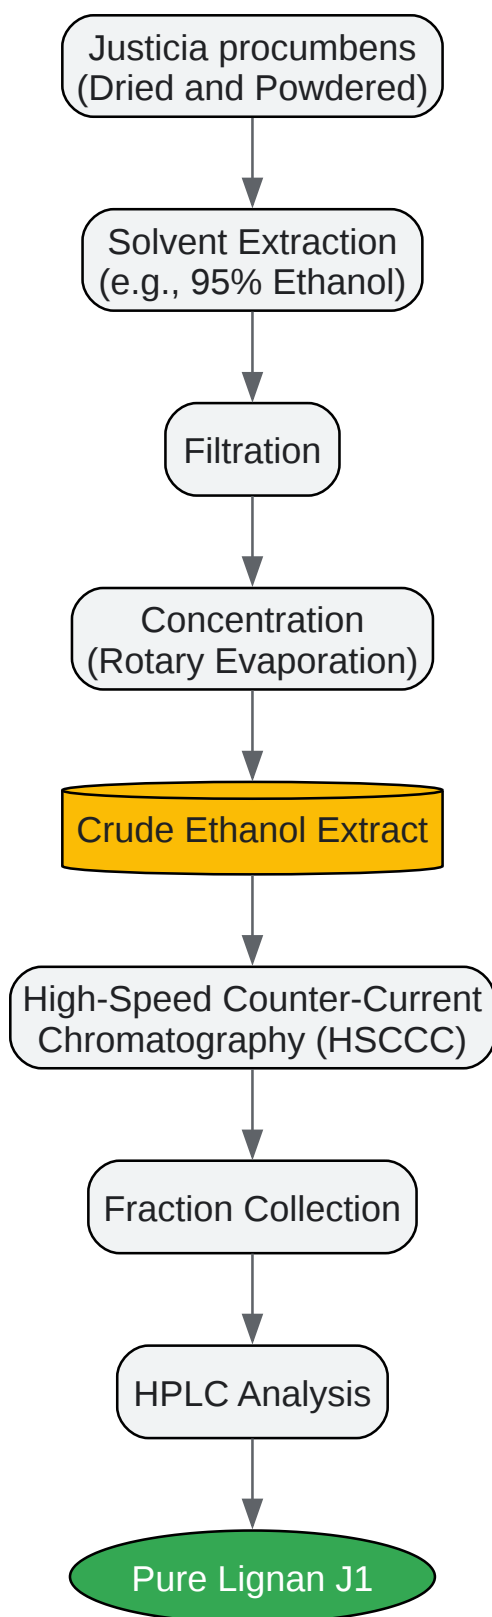 Justicia procumbens
(Dried and Powdered)
Solvent Extraction
(e.g., 95% Ethanol)
Filtration
Concentration
(Rotary Evaporation)
Crude Ethanol Extract
High-Speed Counter-Current
Chromatography (HSCCC)
Fraction Collection
HPLC Analysis
Pure Lignan J1